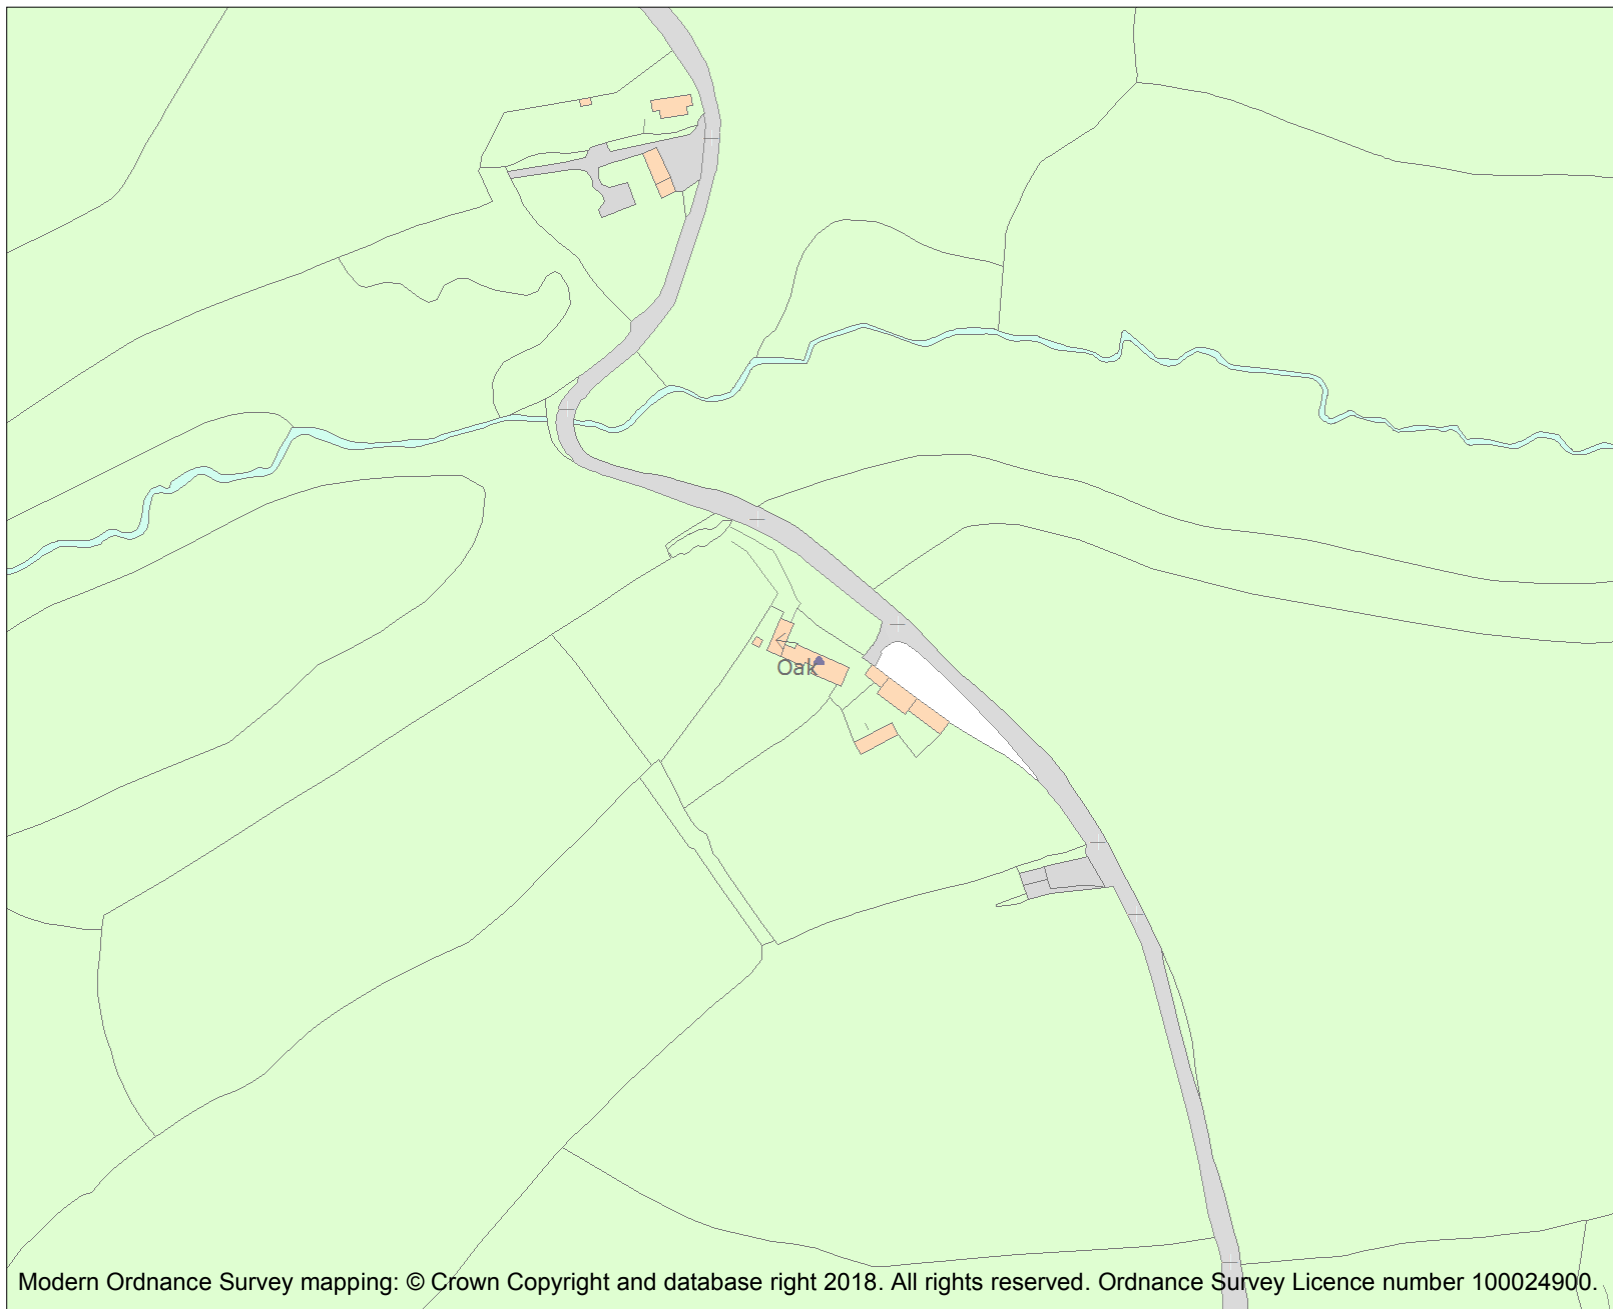 Oak
Modern Ordnance Survey mapping: © Crown Copyright and database right 2018. All rights reserved. Ordnance Survey Licence number 100024900.